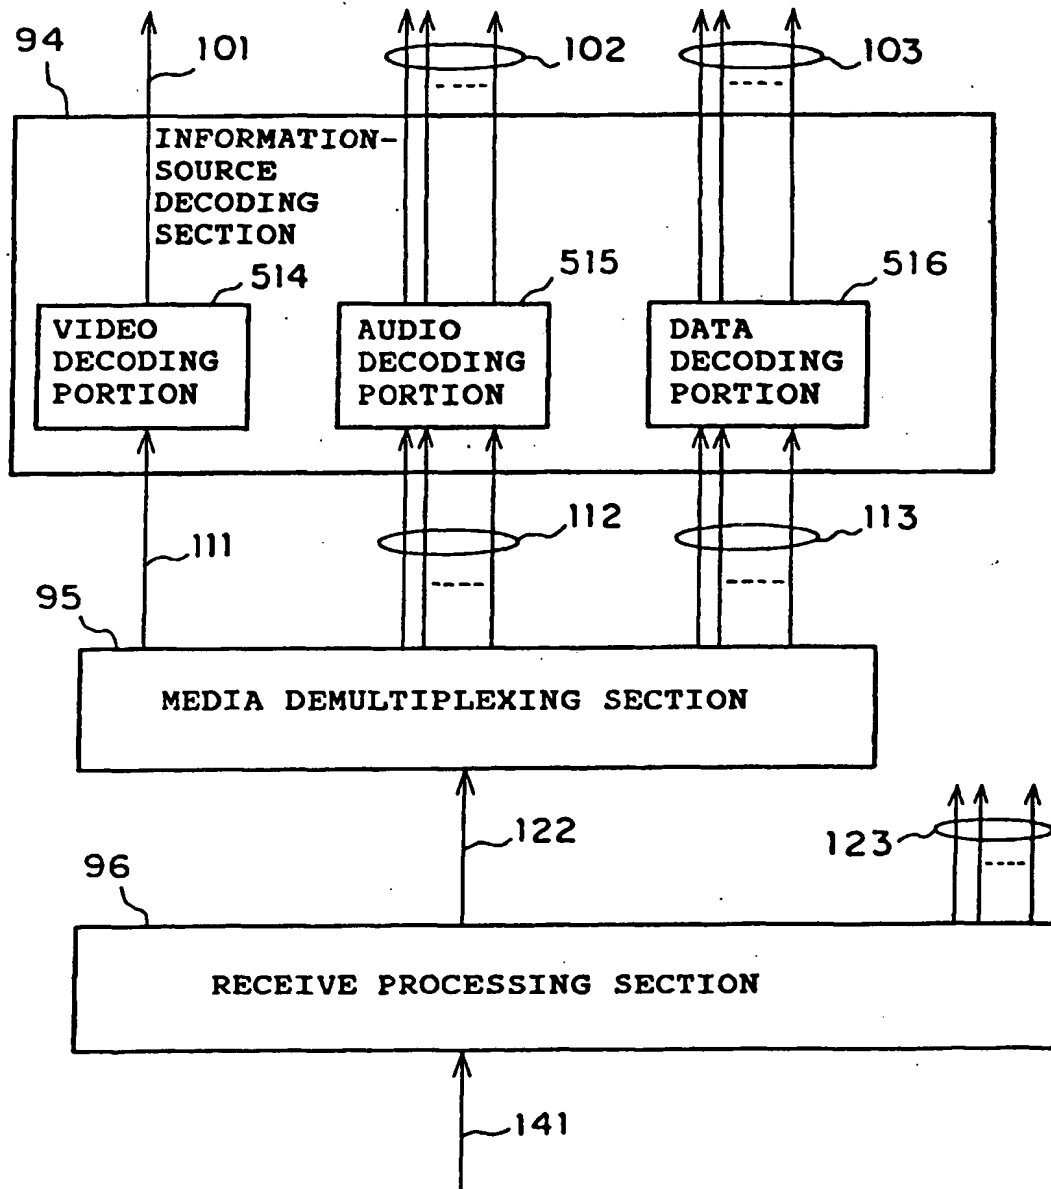 94
101
102
103
INFORMATION-
SOURCE
DECODING
SECTION
514
515
516
VIDEO
DECODING
PORTION
AUDIO
DECODING
PORTION
DATA
DECODING
PORTION
111
112
113
95
MEDIA DEMULTIPLEXING SECTION
122
123
96
RECEIVE PROCESSING SECTION
141